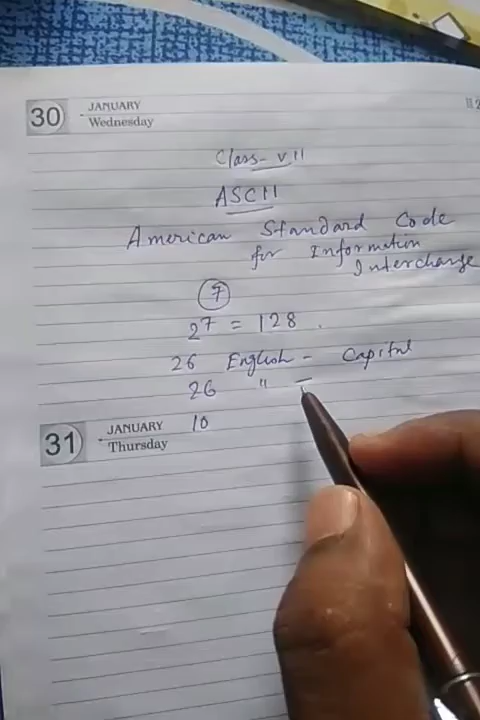 30 JANUARY
Wednesday
Class - VII
ASCII
American Standard Code
for Information
Interchange
7
2⁷ = 128
26 English - Capital
26 " -
10
31 JANUARY
Thursday